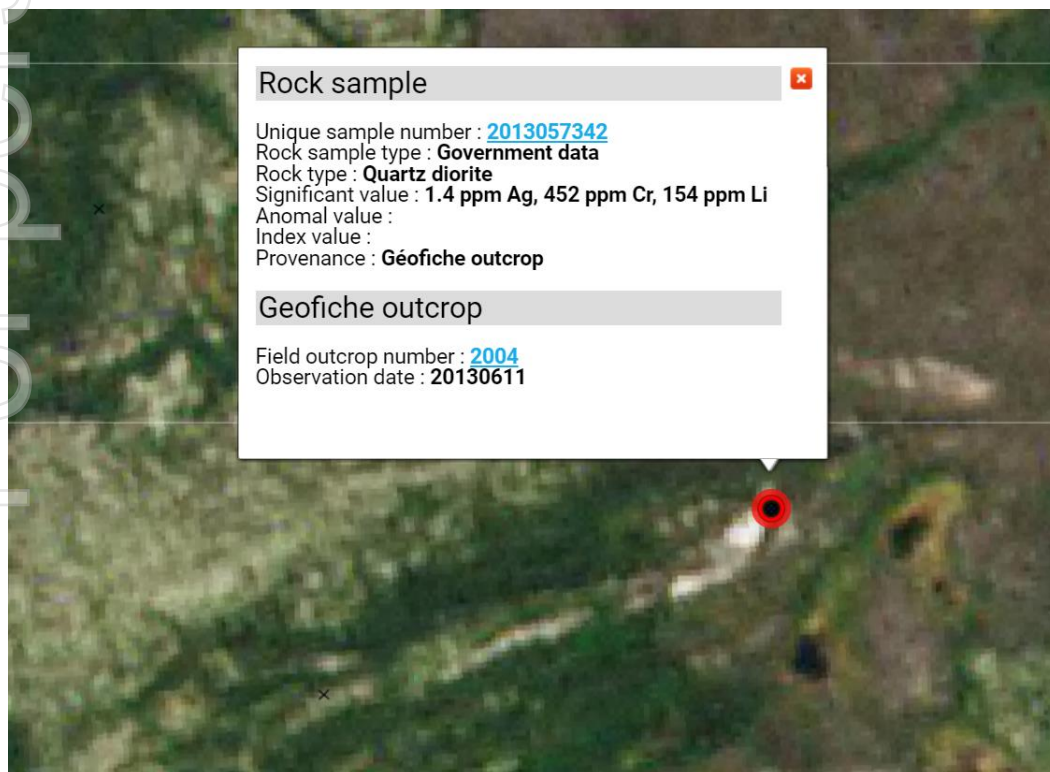 Rock sample
Unique sample number : 2013057342
Rock sample type : Government data
Rock type : Quartz diorite
Significant value : 1.4 ppm Ag, 452 ppm Cr, 154 ppm Li
Anomal value :
Index value :
Provenance : Géofiche outcrop
Geofiche outcrop
Field outcrop number : 2004
Observation date : 20130611